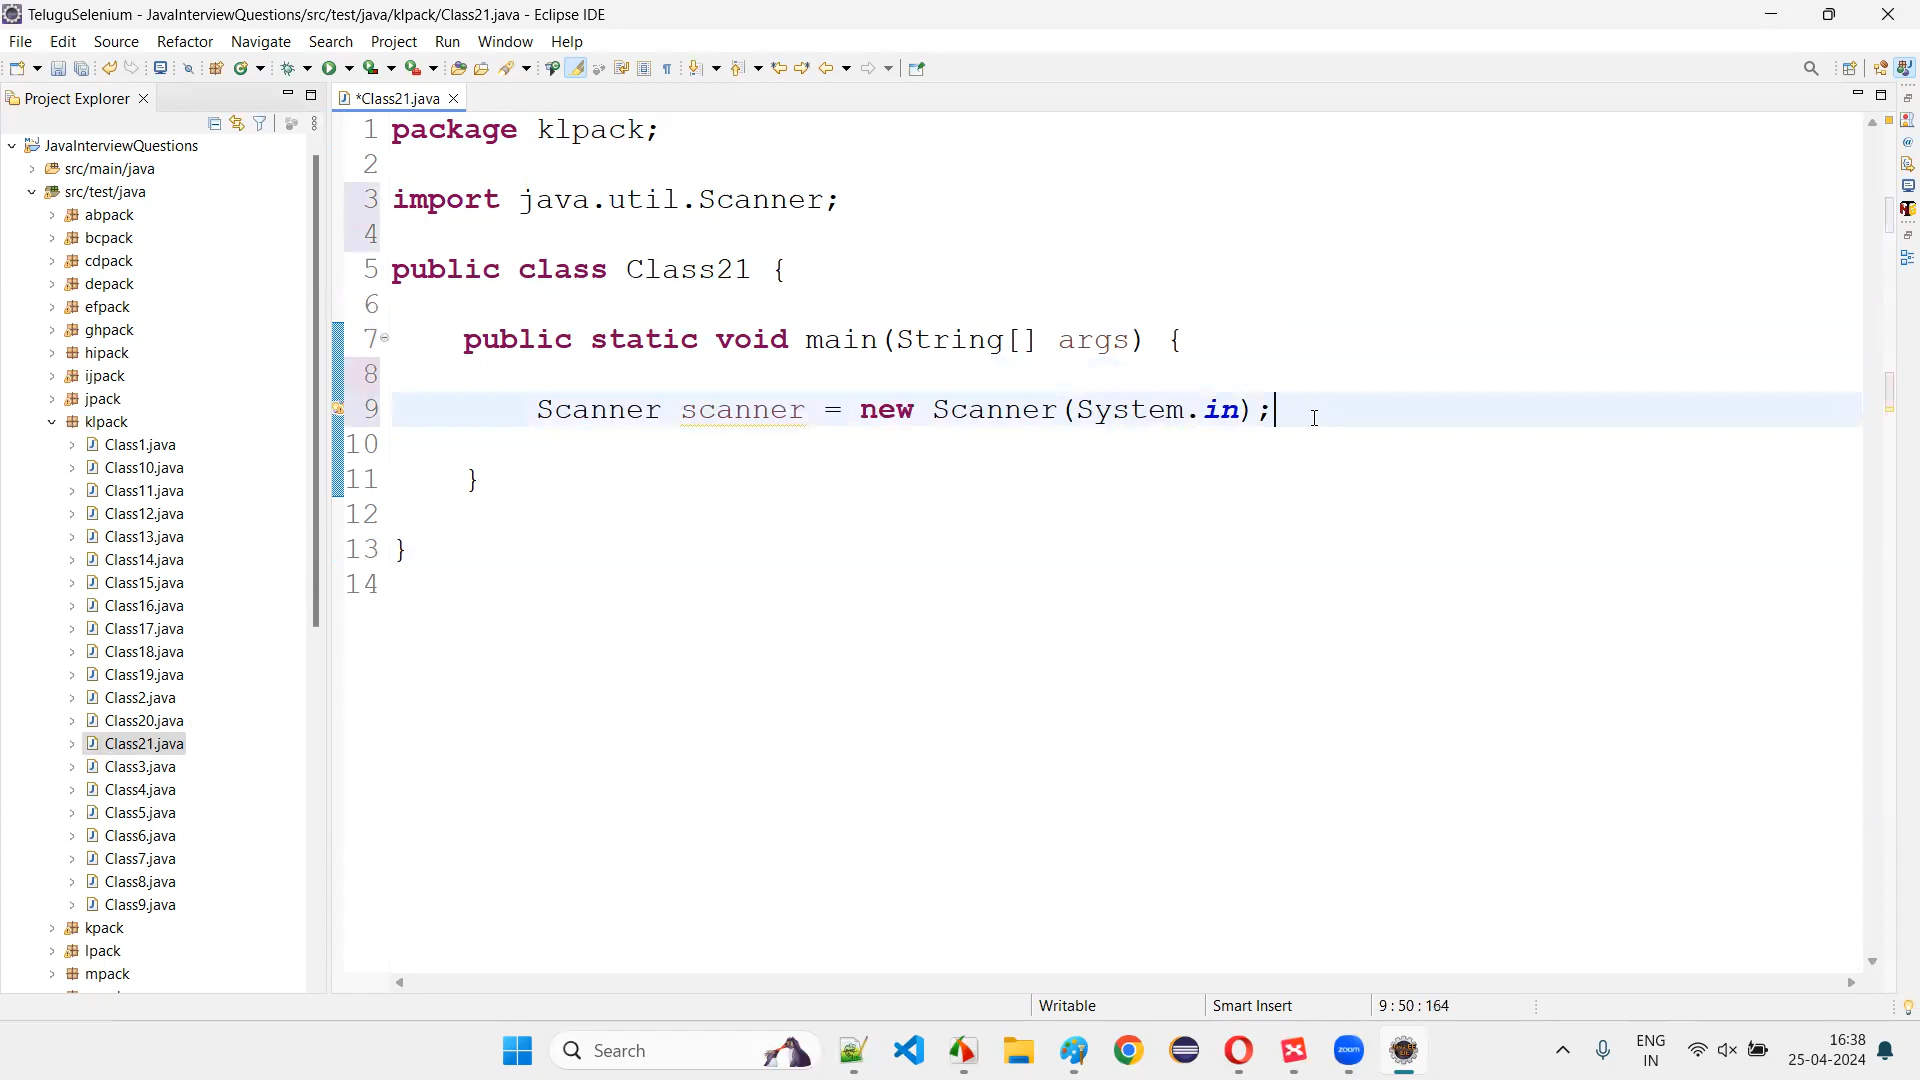 TeluguSelenium - JavaInterviewQuestions/src/test/java/klpack/Class21.java - Eclipse IDE
File Edit Source Refactor Navigate Search Project Run Window Help
Project Explorer
*Class21.java
JavaInterviewQuestions
src/main/java
src/test/java
abpack
bcpack
cdpack
depack
efpack
ghpack
hipack
ijpack
jpack
klpack
Class1.java
Class10.java
Class11.java
Class12.java
Class13.java
Class14.java
Class15.java
Class16.java
Class17.java
Class18.java
Class19.java
Class2.java
Class20.java
Class21.java
Class3.java
Class4.java
Class5.java
Class6.java
Class7.java
Class8.java
Class9.java
kpack
lpack
mpack
1 package klpack;
2
3 import java.util.Scanner;
4
5 public class Class21 {
6
7 public static void main(String[] args) {
8
9 Scanner scanner = new Scanner(System.in);
10
11 }
12
13 }
14
Writable Smart Insert 9 : 50 : 164
Search
zoom
ENG
IN
16:38
25-04-2024